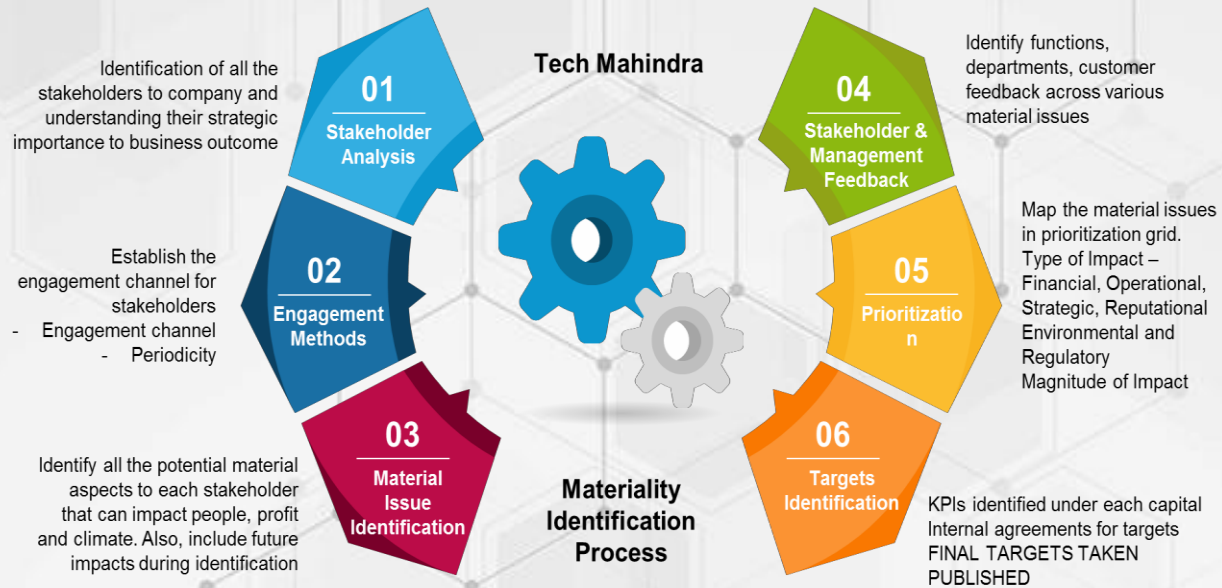 Tech Mahindra
Identification of all the
stakeholders to company and
understanding their strategic
importance to business outcome
01
Stakeholder
Analysis
Establish the
engagement channel for
stakeholders
- Engagement channel
- Periodicity
02
Engagement
Methods
Identify all the potential material
aspects to each stakeholder
that can impact people, profit
and climate. Also, include future
impacts during identification
03
Material
Issue
Identification
04
Stakeholder &
Management
Feedback
Identify functions,
departments, customer
feedback across various
material issues
05
Prioritizatio
n
Map the material issues
in prioritization grid.
Type of Impact –
Financial, Operational,
Strategic, Reputational
Environmental and
Regulatory
Magnitude of Impact
06
Targets
Identification
KPIs identified under each capital
Internal agreements for targets
FINAL TARGETS TAKEN
PUBLISHED
Materiality
Identification
Process